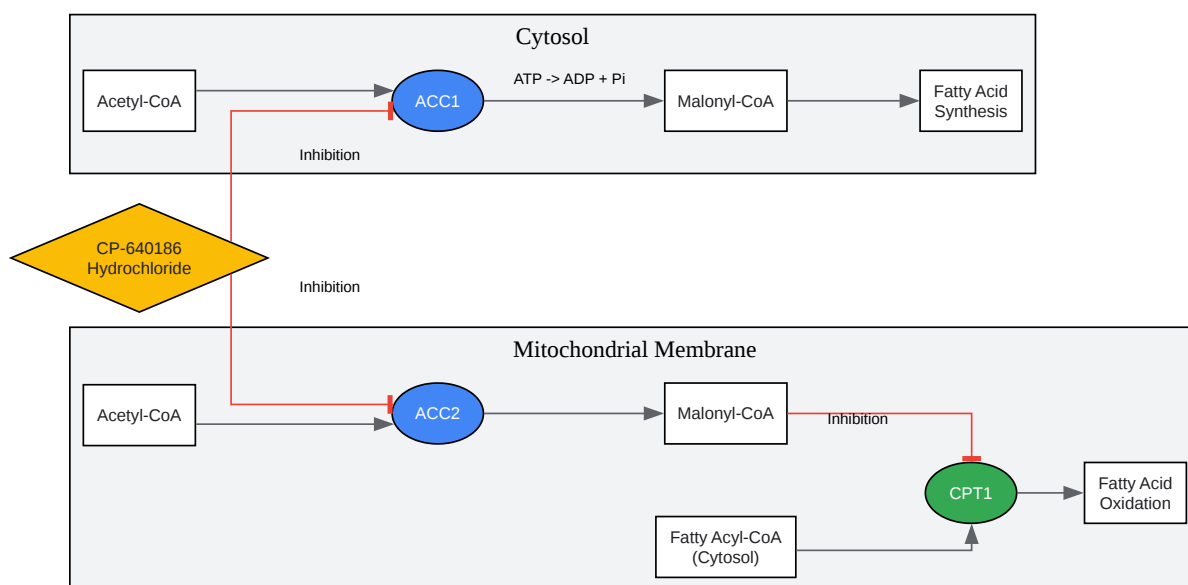 Cytosol
Acetyl-CoA
ACC1
ATP -> ADP + Pi
Malonyl-CoA
Fatty Acid
Synthesis
Inhibition
CP-640186
Hydrochloride
Inhibition
Mitochondrial Membrane
Acetyl-CoA
ACC2
Malonyl-CoA
Inhibition
CPT1
Fatty Acid
Oxidation
Fatty Acyl-CoA
(Cytosol)